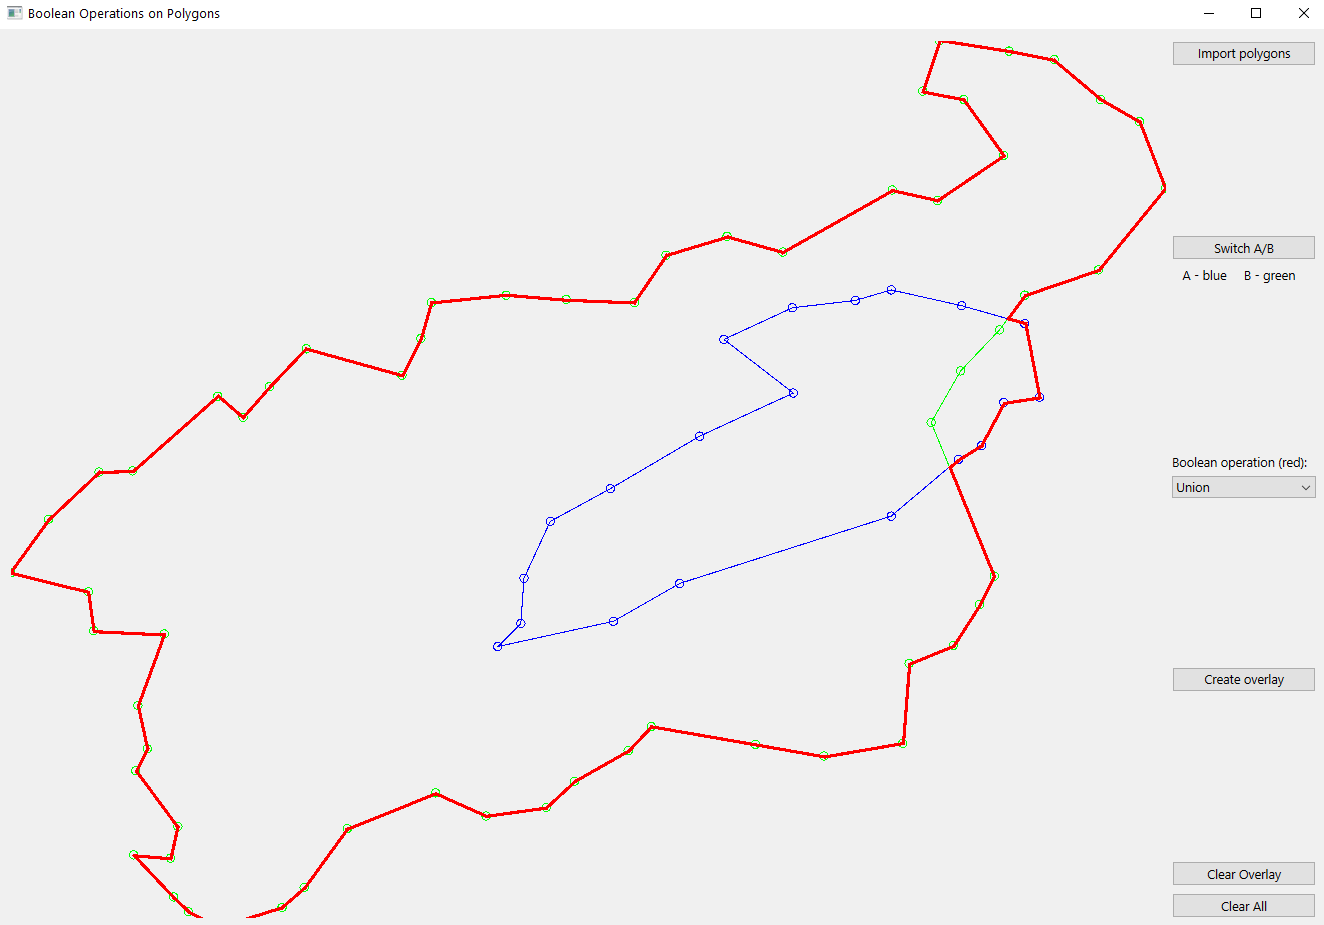 Boolean Operations on Polygons
Import polygons
Switch A/B
A - blue B - green
Boolean operation (red):
Union
Create overlay
Clear Overlay
Clear All